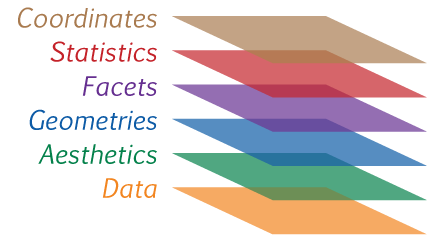 Coordinates
Statistics
Facets
Geometries
Aesthetics
Data